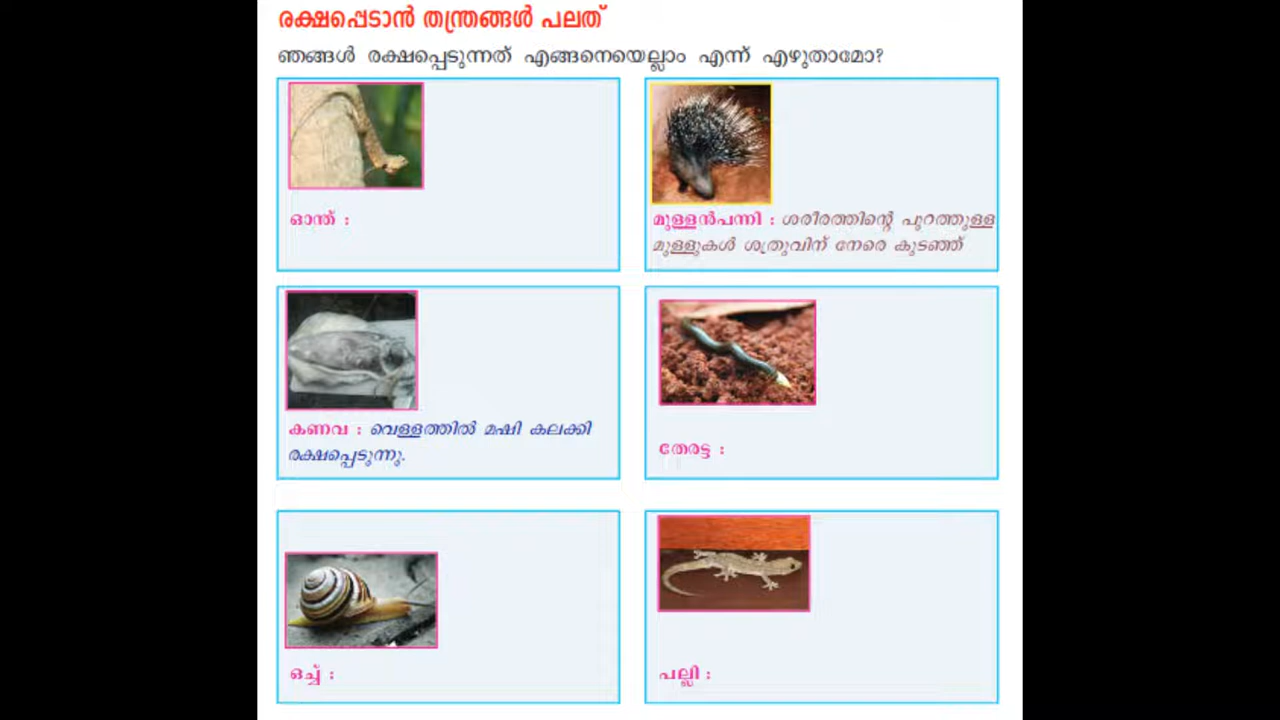 രക്ഷപ്പെടാൻ തന്ത്രങ്ങൾ പലത്
ഞങ്ങൾ രക്ഷപ്പെടുന്നത് എങ്ങനെയെല്ലാം എന്ന് എഴുതാമോ?
ഓന്ത് :
മുള്ളൻപന്നി : ശരീരത്തിന്റെ പുറത്തുള്ള
മുള്ളുകൾ ശത്രുവിന് നേരെ കുടഞ്ഞ്
കണവ : വെള്ളത്തിൽ മഷി കലക്കി
രക്ഷപ്പെടുന്നു.
തേരട്ട :
ഒച്ച് :
പല്ലി :